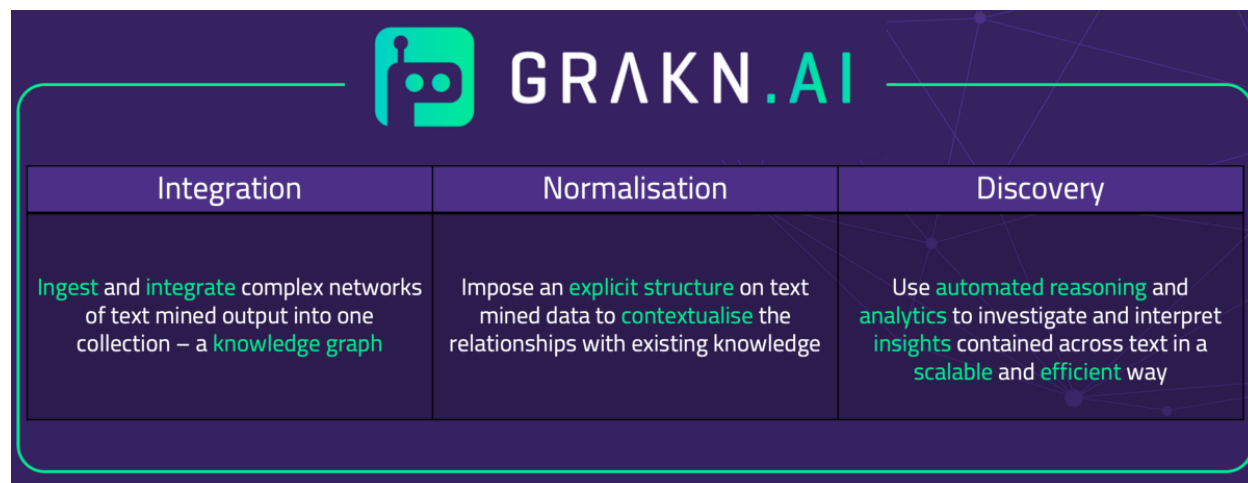 GRAKN.AI
Integration
Normalisation
Discovery
Ingest and integrate complex networks
of text mined output into one
collection – a knowledge graph
Impose an explicit structure on text
mined data to contextualise the
relationships with existing knowledge
Use automated reasoning and
analytics to investigate and interpret
insights contained across text in a
scalable and efficient way